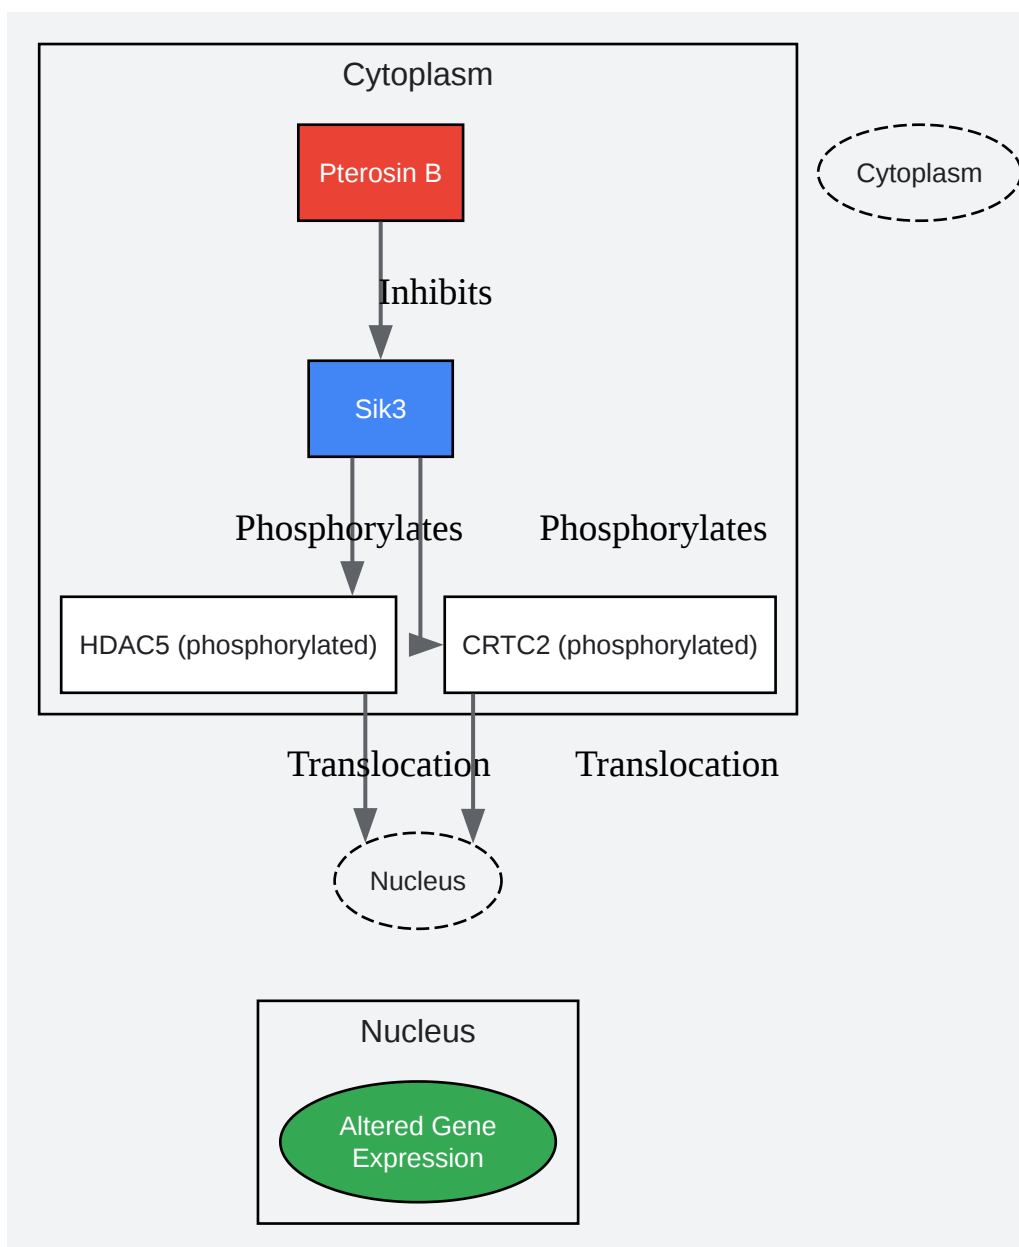 Cytoplasm
Pterosin B
Cytoplasm
Inhibits
Sik3
Phosphorylates
Phosphorylates
HDAC5 (phosphorylated)
CRTC2 (phosphorylated)
Translocation
Translocation
Nucleus
Nucleus
Altered Gene
Expression